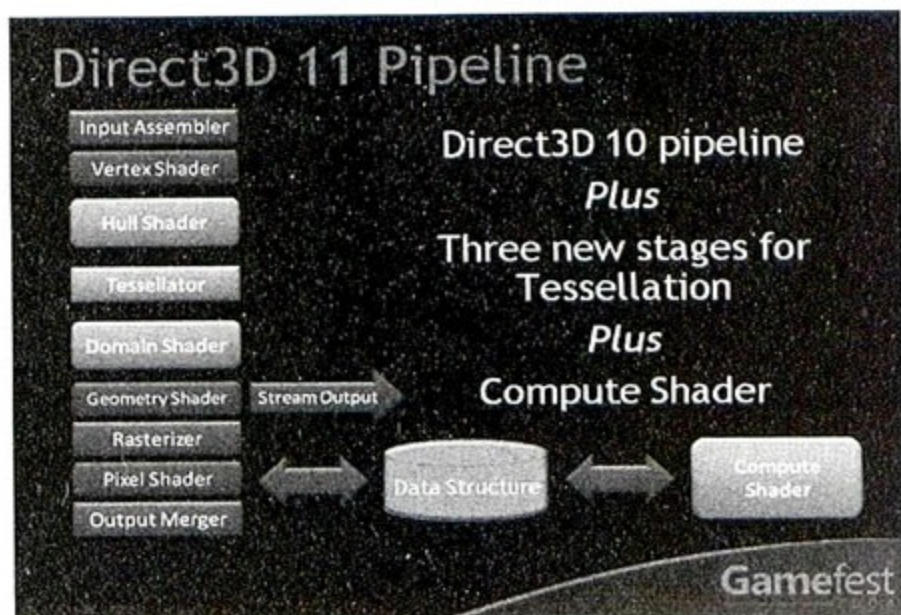 Direct3D 11 Pipeline
Input Assembler
Vertex Shader
Hull Shader
Tessellator
Domain Shader
Geometry Shader
Stream Output
Rasterizer
Pixel Shader
Output Merger
Data Structure
Compute
Shader
Direct3D 10 pipeline
Plus
Three new stages for
Tessellation
Plus
Compute Shader
Gamefest